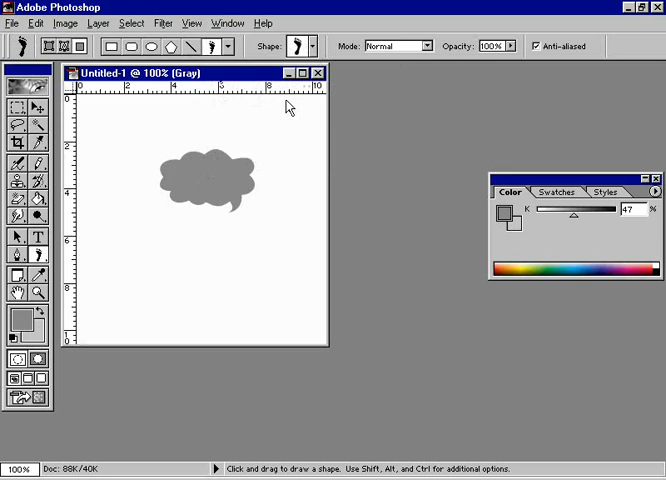 Adobe Photoshop
File Edit Image Layer Select Filter View Window Help
Shape: Mode: Normal Opacity: 100% Anti-aliased
Untitled-1 @ 100% (Gray)
0 2 4 6 8 10
0
2
4
6
8
1
0
Color Swatches Styles
K 47 %
T
100% Doc: 88K/40K Click and drag to draw a shape. Use Shift, Alt, and Ctrl for additional options.